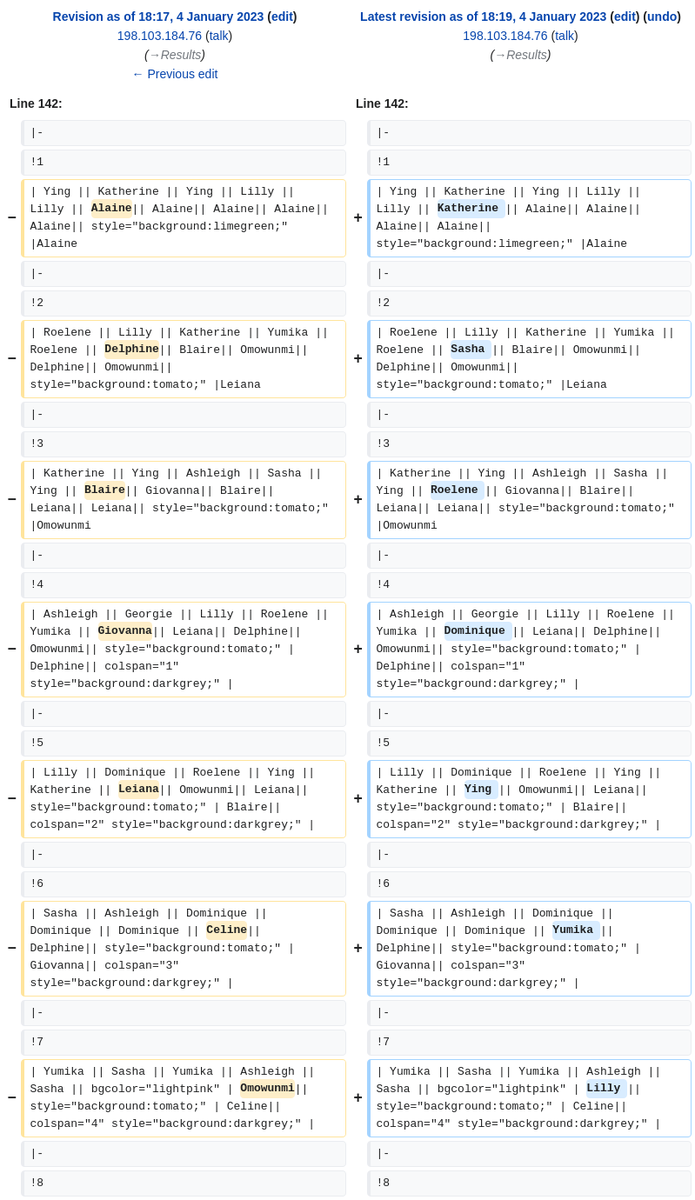 Revision as of 18:17, 4 January 2023 (edit)
198.103.184.76 (talk)
(→Results)
← Previous edit
Latest revision as of 18:19, 4 January 2023 (edit) (undo)
198.103.184.76 (talk)
(→Results)
Line 142:
Line 142:
|-
|-
!1
!1
−
| Ying || Katherine || Ying || Lilly ||
Lilly || Alaine|| Alaine|| Alaine|| Alaine||
Alaine|| style="background:limegreen;"
|Alaine
+
| Ying || Katherine || Ying || Lilly ||
Lilly || Katherine || Alaine|| Alaine||
Alaine|| Alaine||
style="background:limegreen;" |Alaine
|-
|-
!2
!2
−
| Roelene || Lilly || Katherine || Yumika ||
Roelene || Delphine|| Blaire|| Omowunmi||
Delphine|| Omowunmi||
style="background:tomato;" |Leiana
+
| Roelene || Lilly || Katherine || Yumika ||
Roelene || Sasha || Blaire|| Omowunmi||
Delphine|| Omowunmi||
style="background:tomato;" |Leiana
|-
|-
!3
!3
−
| Katherine || Ying || Ashleigh || Sasha ||
Ying || Blaire|| Giovanna|| Blaire||
Leiana|| Leiana|| style="background:tomato;"
|Omowunmi
+
| Katherine || Ying || Ashleigh || Sasha ||
Ying || Roelene || Giovanna|| Blaire||
Leiana|| Leiana|| style="background:tomato;"
|Omowunmi
|-
|-
!4
!4
−
| Ashleigh || Georgie || Lilly || Roelene ||
Yumika || Giovanna|| Leiana|| Delphine||
Omowunmi|| style="background:tomato;" |
Delphine|| colspan="1"
style="background:darkgrey;" |
+
| Ashleigh || Georgie || Lilly || Roelene ||
Yumika || Dominique || Leiana|| Delphine||
Omowunmi|| style="background:tomato;" |
Delphine|| colspan="1"
style="background:darkgrey;" |
|-
|-
!5
!5
−
| Lilly || Dominique || Roelene || Ying ||
Katherine || Leiana|| Omowunmi|| Leiana||
style="background:tomato;" | Blaire||
colspan="2" style="background:darkgrey;" |
+
| Lilly || Dominique || Roelene || Ying ||
Katherine || Ying || Omowunmi|| Leiana||
style="background:tomato;" | Blaire||
colspan="2" style="background:darkgrey;" |
|-
|-
!6
!6
−
| Sasha || Ashleigh || Dominique ||
Dominique || Dominique || Celine||
Delphine|| style="background:tomato;" |
Giovanna|| colspan="3"
style="background:darkgrey;" |
+
| Sasha || Ashleigh || Dominique ||
Dominique || Dominique || Yumika ||
Delphine|| style="background:tomato;" |
Giovanna|| colspan="3"
style="background:darkgrey;" |
|-
|-
!7
!7
−
| Yumika || Sasha || Yumika || Ashleigh ||
Sasha || bgcolor="lightpink" | Omowunmi||
style="background:tomato;" | Celine||
colspan="4" style="background:darkgrey;" |
+
| Yumika || Sasha || Yumika || Ashleigh ||
Sasha || bgcolor="lightpink" | Lilly ||
style="background:tomato;" | Celine||
colspan="4" style="background:darkgrey;" |
|-
|-
!8
!8